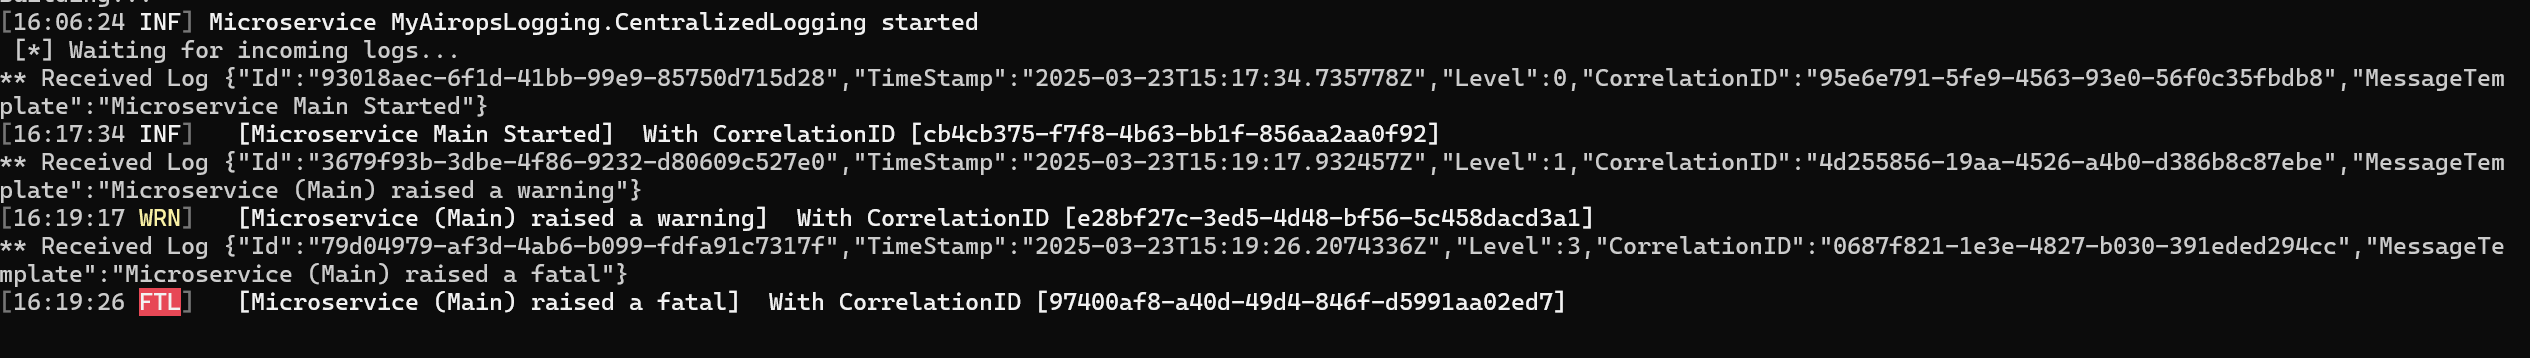 [16:06:24 INF] Microservice MyAiropsLogging.CentralizedLogging started
 [*] Waiting for incoming logs...
** Received Log {"Id":"93018aec-6f1d-41bb-99e9-85750d715d28","TimeStamp":"2025-03-23T15:17:34.735778Z","Level":0,"CorrelationID":"95e6e791-5fe9-4563-93e0-56f0c35fbdb8","MessageTem
plate":"Microservice Main Started"}
[16:17:34 INF]   [Microservice Main Started]  With CorrelationID [cb4cb375-f7f8-4b63-bb1f-856aa2aa0f92]
** Received Log {"Id":"3679f93b-3dbe-4f86-9232-d80609c527e0","TimeStamp":"2025-03-23T15:19:17.932457Z","Level":1,"CorrelationID":"4d255856-19aa-4526-a4b0-d386b8c87ebe","MessageTem
plate":"Microservice (Main) raised a warning"}
[16:19:17 WRN]   [Microservice (Main) raised a warning]  With CorrelationID [e28bf27c-3ed5-4d48-bf56-5c458dacd3a1]
** Received Log {"Id":"79d04979-af3d-4ab6-b099-fdfa91c7317f","TimeStamp":"2025-03-23T15:19:26.2074336Z","Level":3,"CorrelationID":"0687f821-1e3e-4827-b030-391eded294cc","MessageTe
mplate":"Microservice (Main) raised a fatal"}
[16:19:26 FTL]   [Microservice (Main) raised a fatal]  With CorrelationID [97400af8-a40d-49d4-846f-d5991aa02ed7]